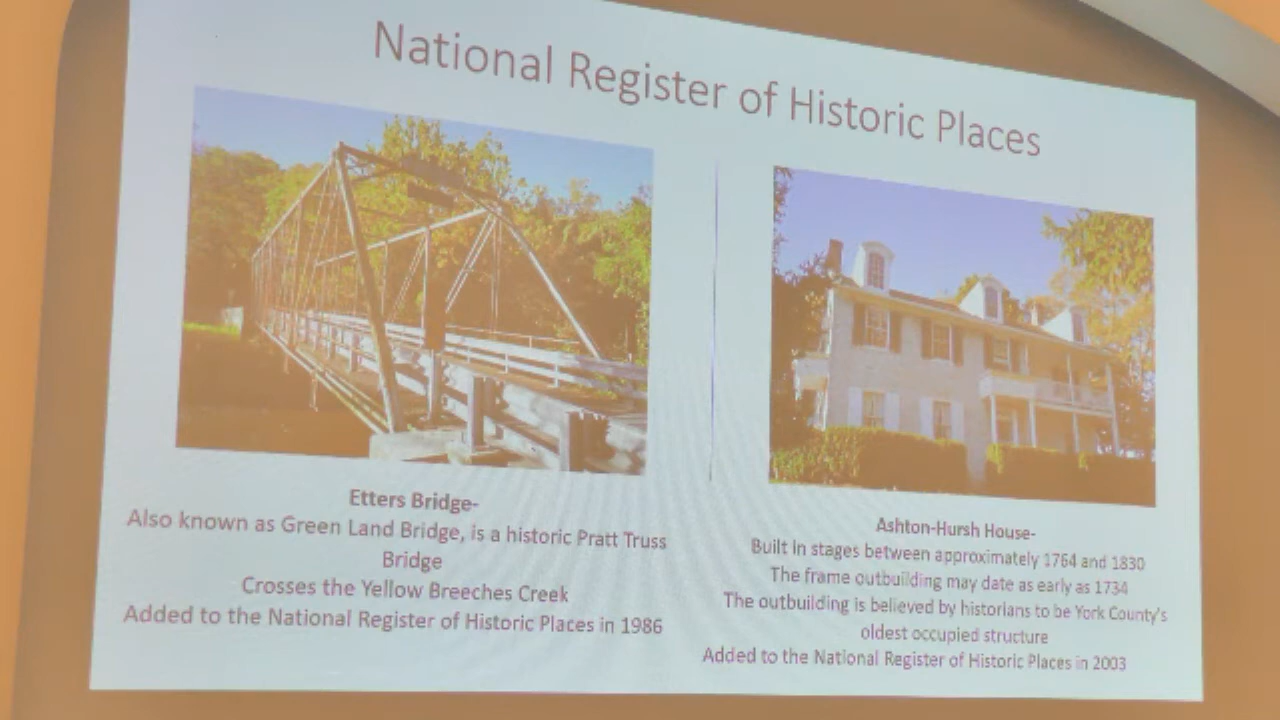 National Register of Historic Places
Etters Bridge-
Also known as Green Land Bridge, is a historic Pratt Truss
Bridge
Crosses the Yellow Breeches Creek
Added to the National Register of Historic Places in 1986
Ashton-Hursh House-
Built In stages between approximately 1764 and 1830
The frame outbuilding may date as early as 1734
The outbuilding is believed by historians to be York County's
oldest occupied structure
Added to the National Register of Historic Places in 2003